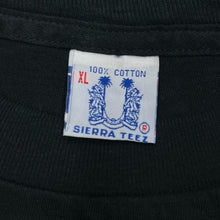 100% COTTON
XL
SIERRA TEEZ
®